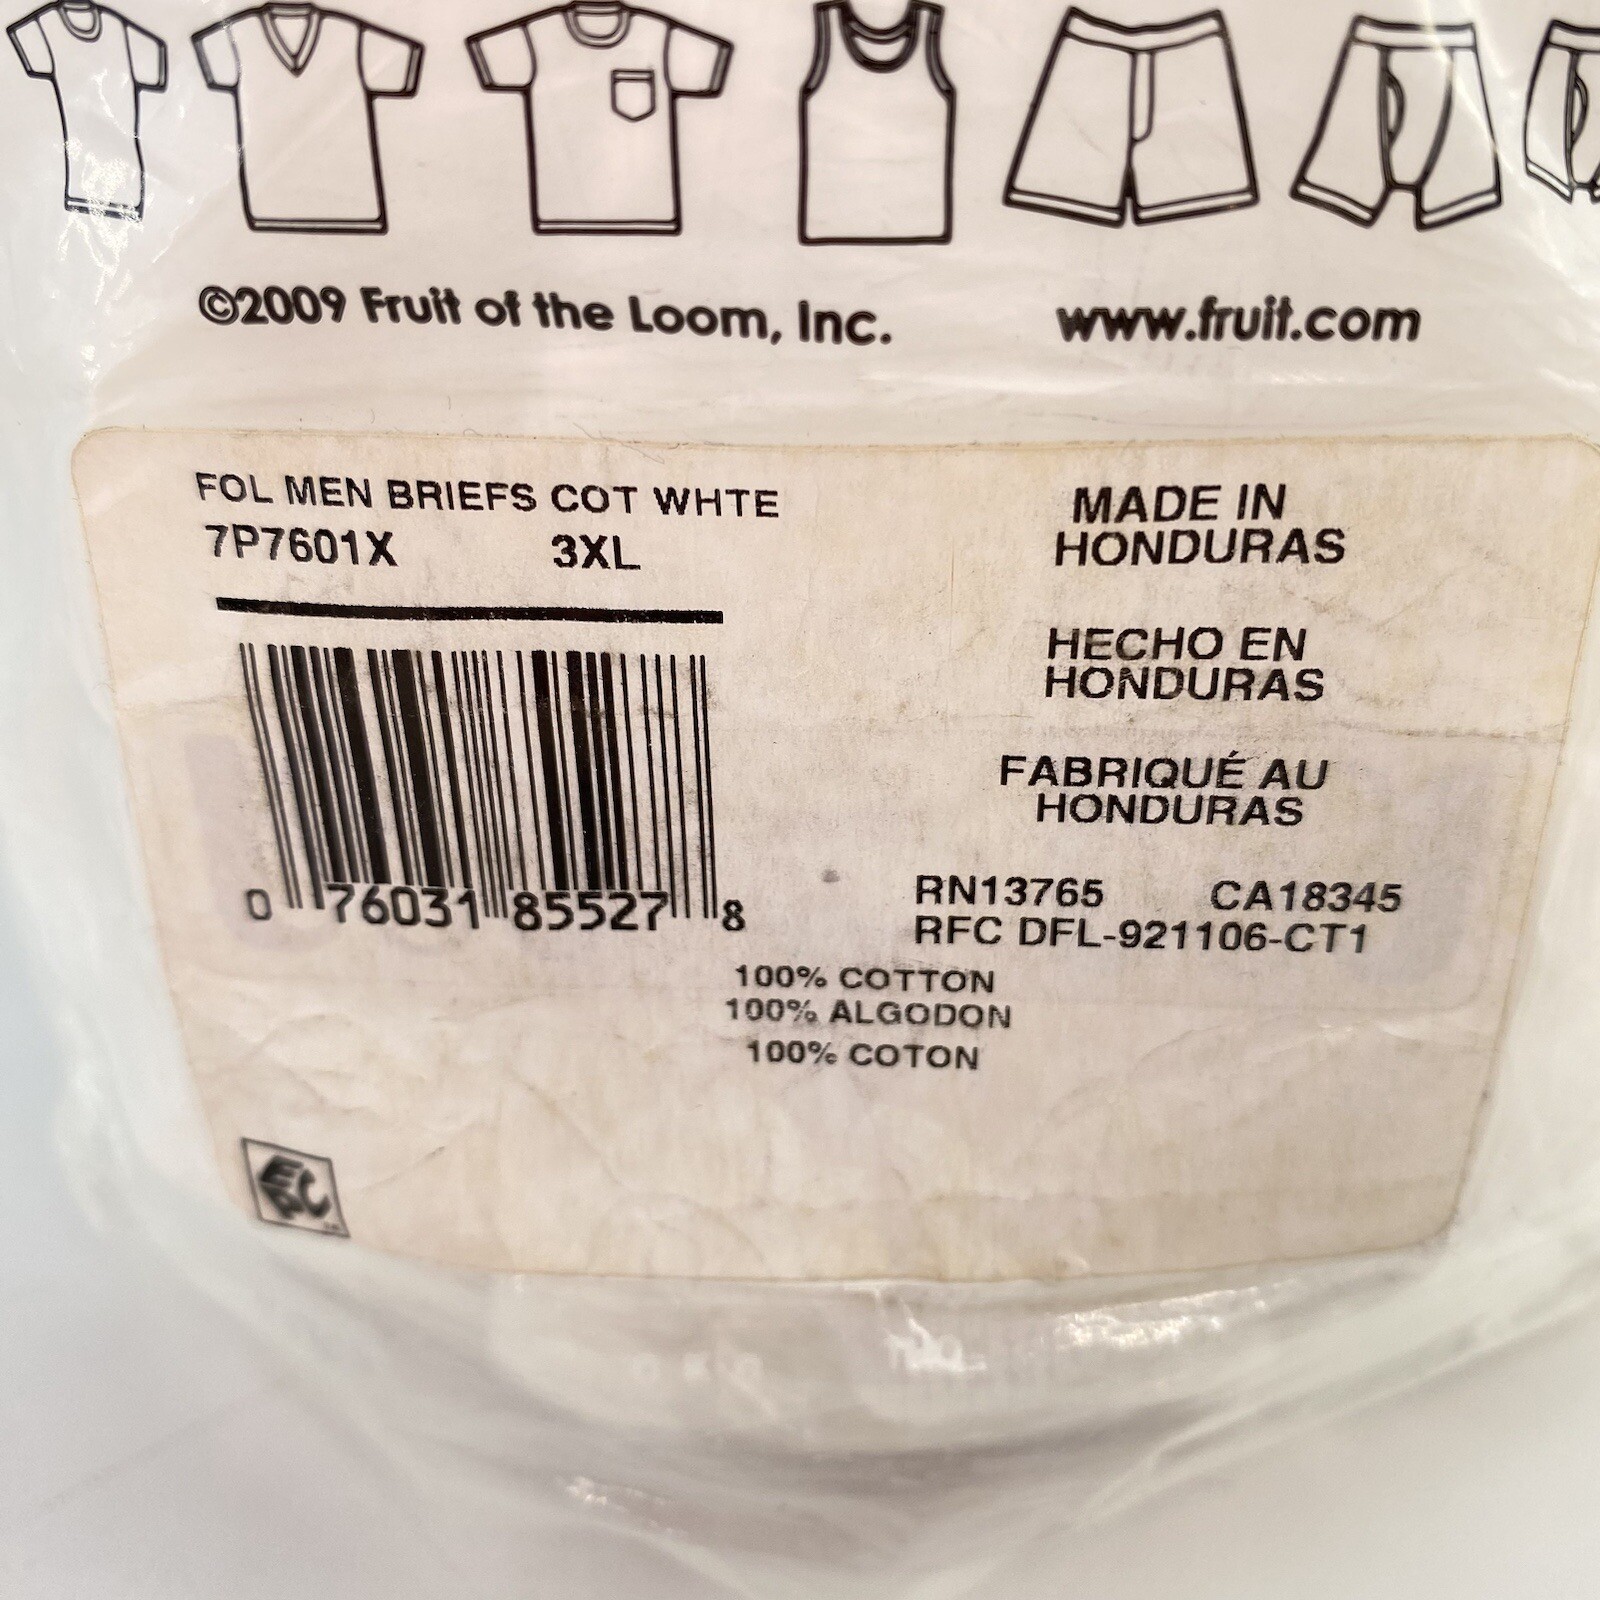 ©2009 Fruit of the Loom, Inc.
www.fruit.com
FOL MEN BRIEFS COT WHTE
7P7601X 3XL
0 76031 85527 8
MADE IN
HONDURAS
HECHO EN
HONDURAS
FABRIQUÉ AU
HONDURAS
RN13765 CA18345
RFC DFL-921106-CT1
100% COTTON
100% ALGODON
100% COTON
EPC